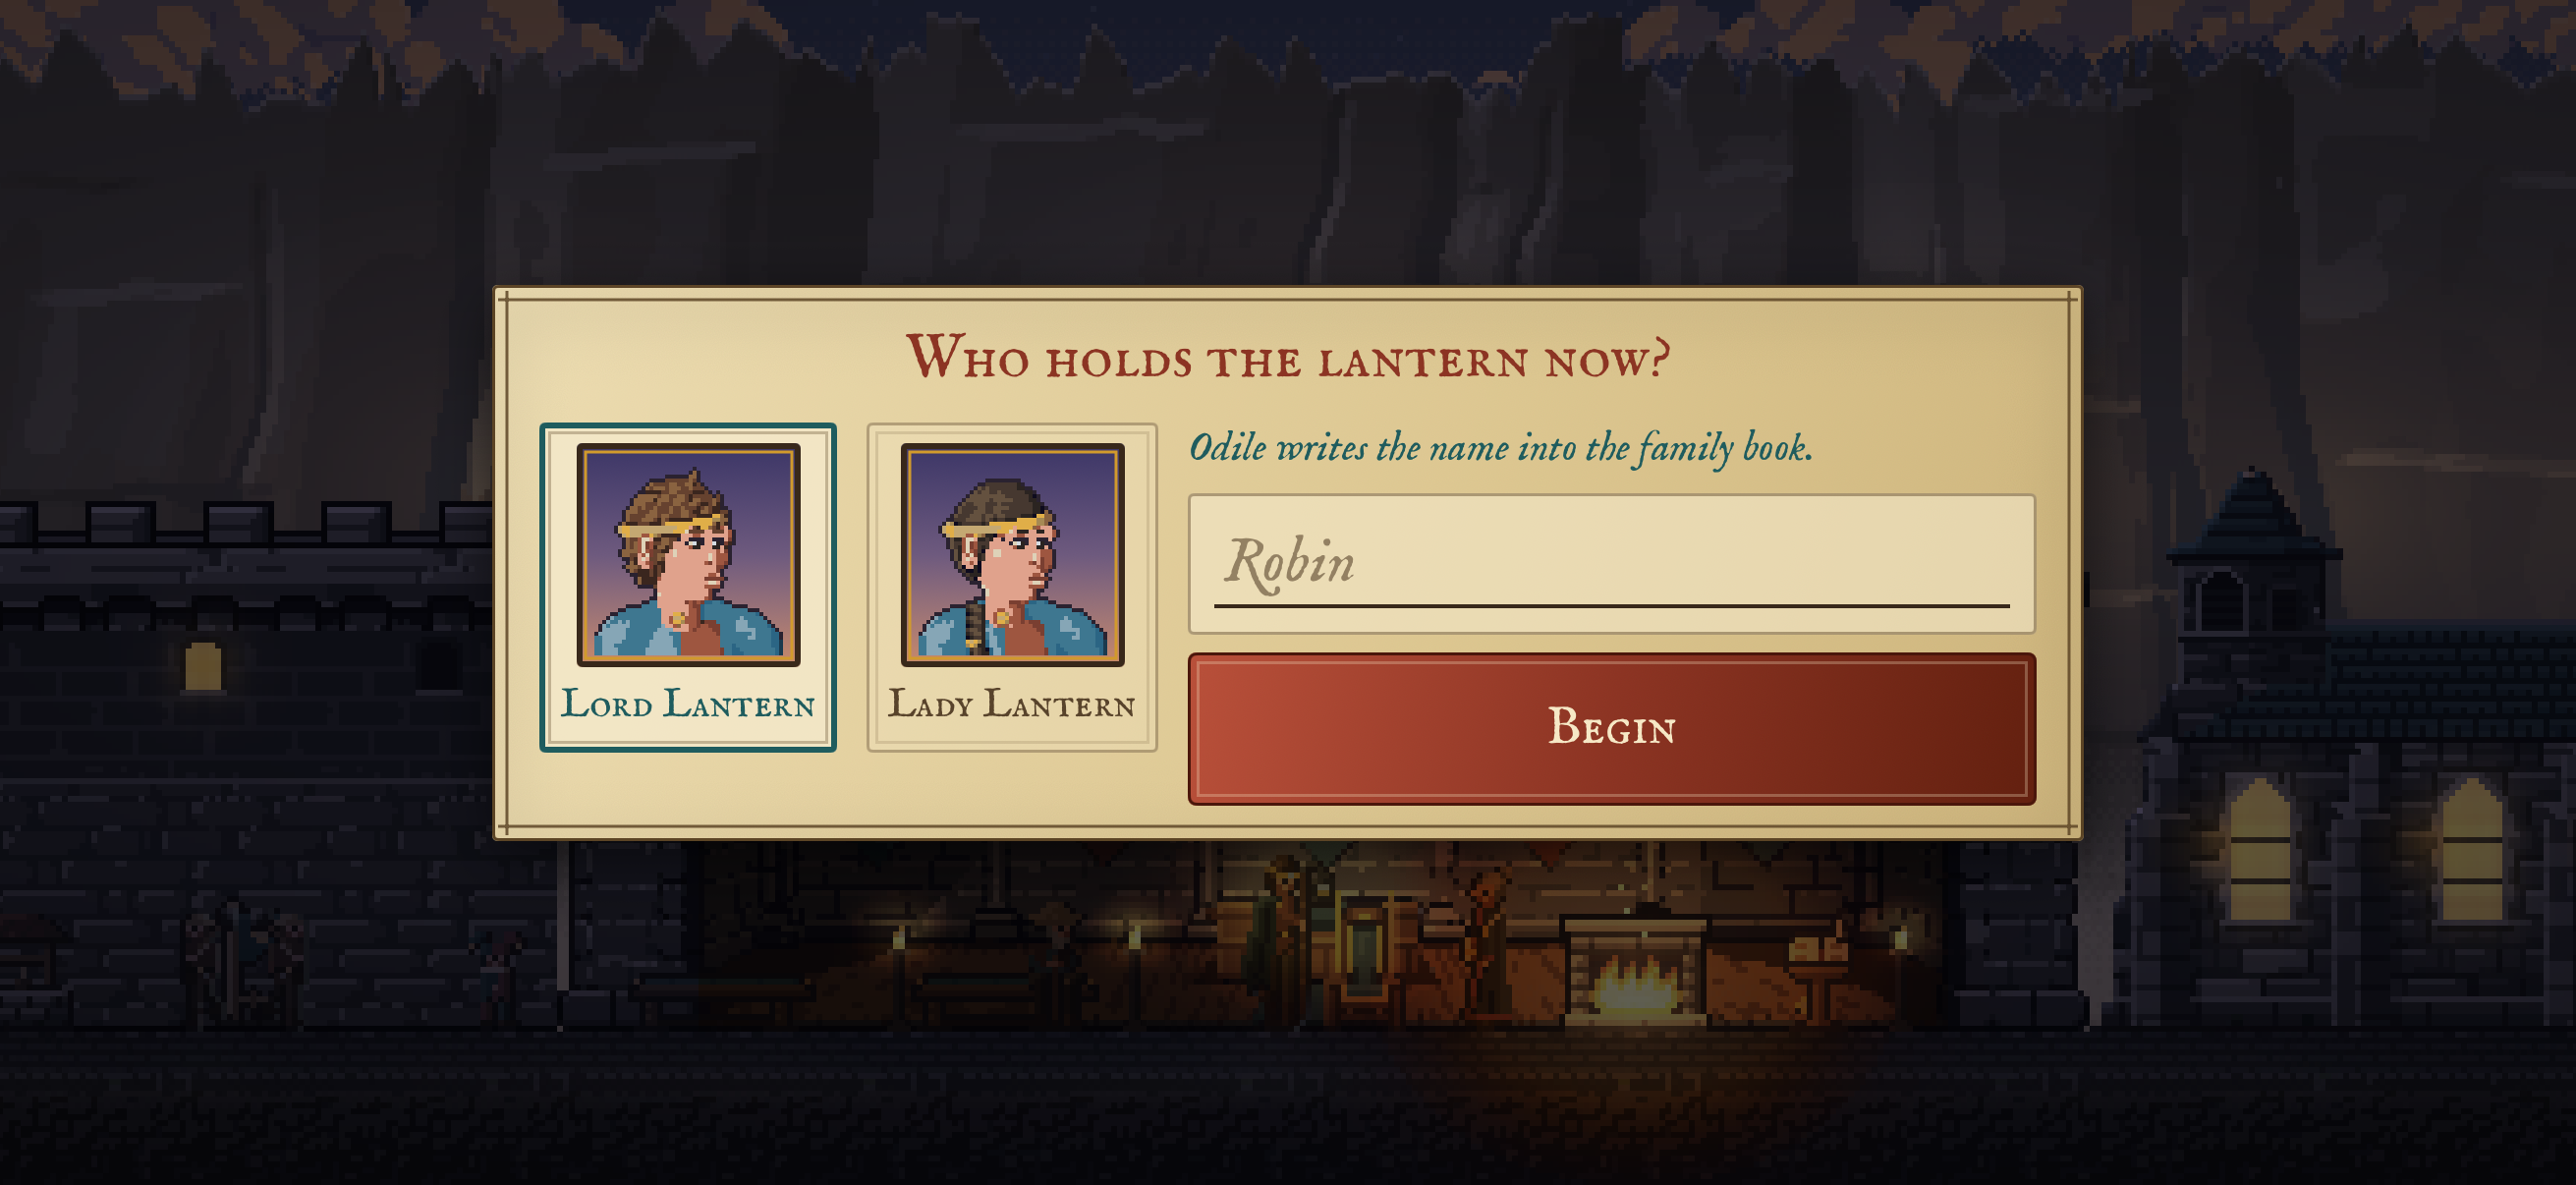 Who holds the lantern now?
Lord Lantern
Lady Lantern
Odile writes the name into the family book.
Robin
Begin